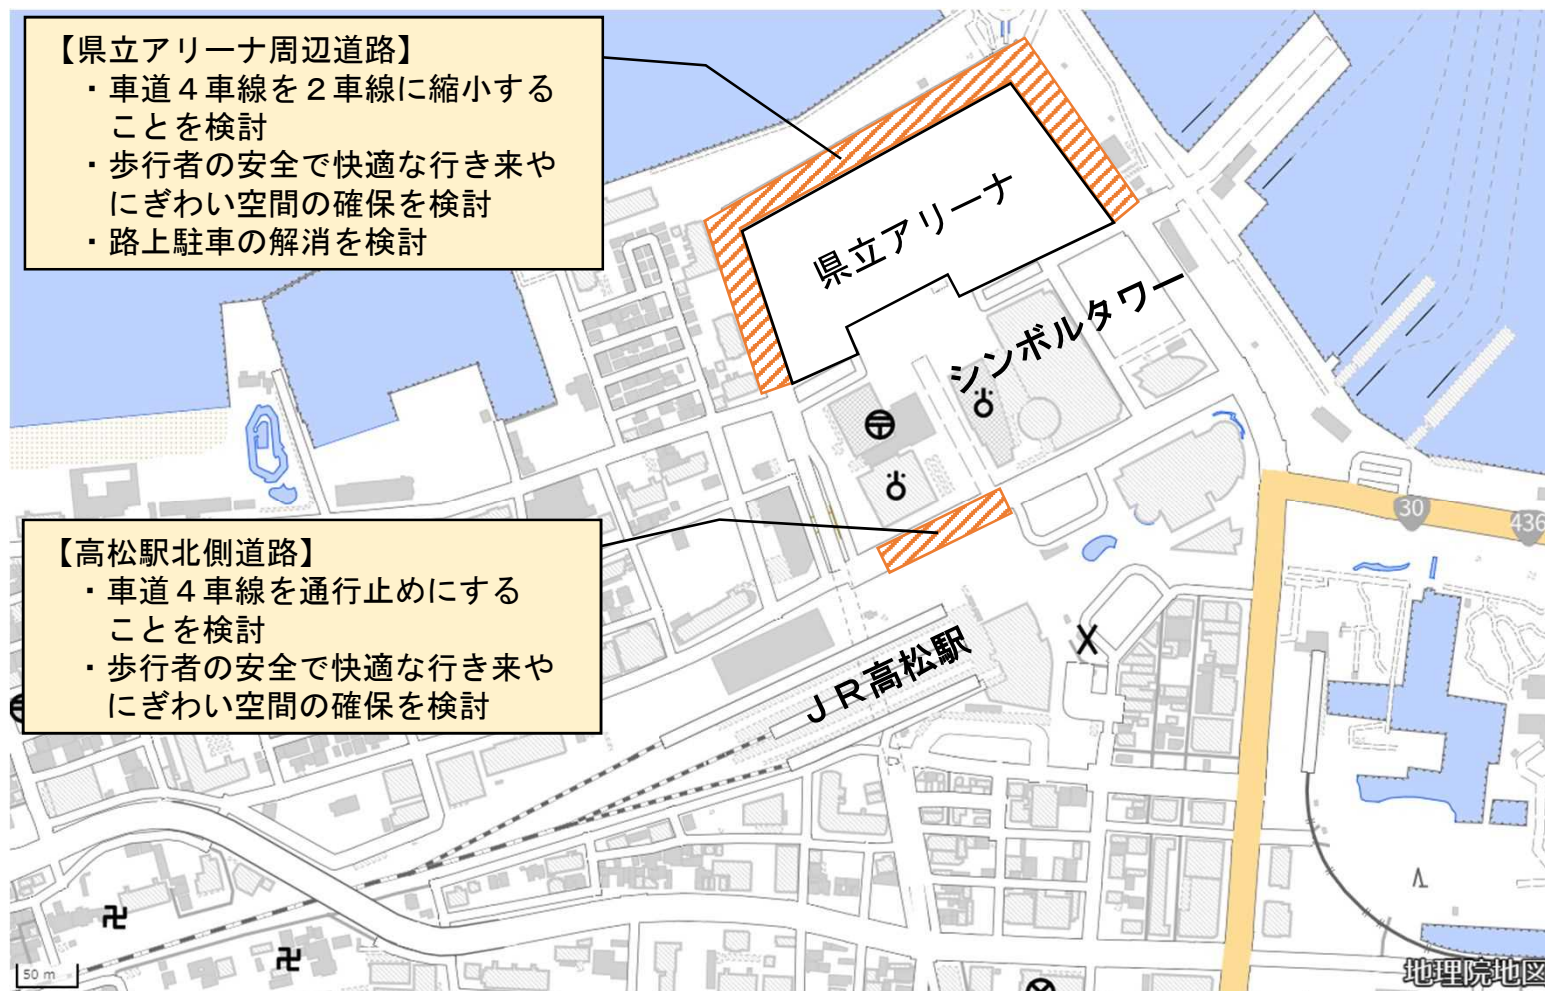 【県立アリーナ周辺道路】
・車道４車線を２車線に縮小する
ことを検討
・歩行者の安全で快適な行き来や
にぎわい空間の確保を検討
・路上駐車の解消を検討
県立アリーナ
シンボルタワー
30
436
【高松駅北側道路】
・車道４車線を通行止めにする
ことを検討
・歩行者の安全で快適な行き来や
にぎわい空間の確保を検討
ＪＲ高松駅
50 m
地理院地図